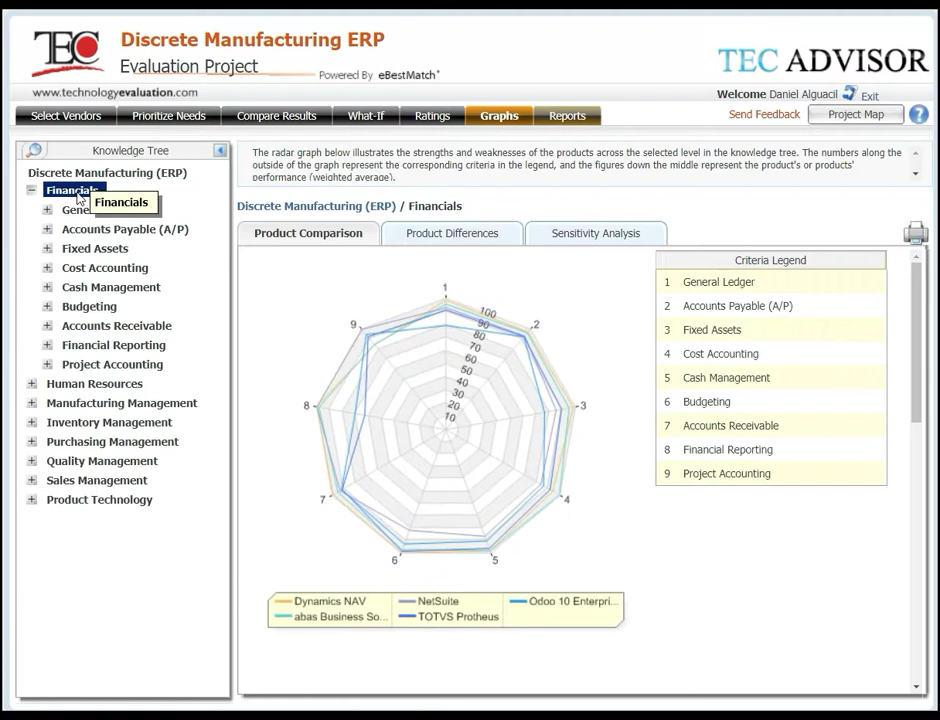 TEC
Discrete Manufacturing ERP
Evaluation Project
Powered By eBestMatch
www.technologyevaluation.com
TEC ADVISOR
Welcome Daniel Alguacil Exit
Select Vendors Prioritize Needs Compare Results What-If Ratings Graphs Reports
Send Feedback Project Map ?
Knowledge Tree
Discrete Manufacturing (ERP)
Financials
Financials
Gene
Accounts Payable (A/P)
Fixed Assets
Cost Accounting
Cash Management
Budgeting
Accounts Receivable
Financial Reporting
Project Accounting
Human Resources
Manufacturing Management
Inventory Management
Purchasing Management
Quality Management
Sales Management
Product Technology
The radar graph below illustrates the strengths and weaknesses of the products across the selected level in the knowledge tree. The numbers along the
outside of the graph represent the corresponding criteria in the legend, and the figures down the middle represent the product's or products'
performance (weighted average).
Discrete Manufacturing (ERP) / Financials
Product Comparison Product Differences Sensitivity Analysis
1
2
3
4
5
6
7
8
9
100
90
80
70
60
50
40
30
20
10
Dynamics NAV NetSuite Odoo 10 Enterpri...
abas Business So... TOTVS Protheus
Criteria Legend
1 General Ledger
2 Accounts Payable (A/P)
3 Fixed Assets
4 Cost Accounting
5 Cash Management
6 Budgeting
7 Accounts Receivable
8 Financial Reporting
9 Project Accounting